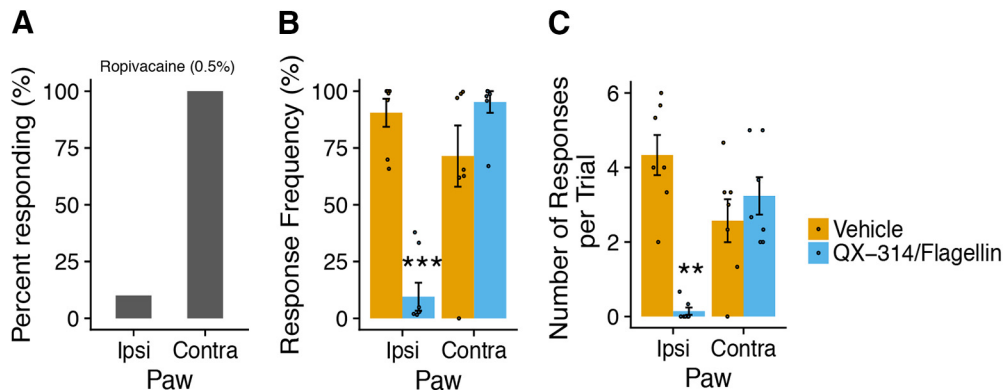 A
B
C
Ropivacaine (0.5%)
Percent responding (%)
100
75
50
25
0
Ipsi
Contra
Paw
Response Frequency (%)
100
75
50
25
0
***
Ipsi
Contra
Paw
Number of Responses
per Trial
6
4
2
0
**
Ipsi
Contra
Paw
Vehicle
QX−314/Flagellin